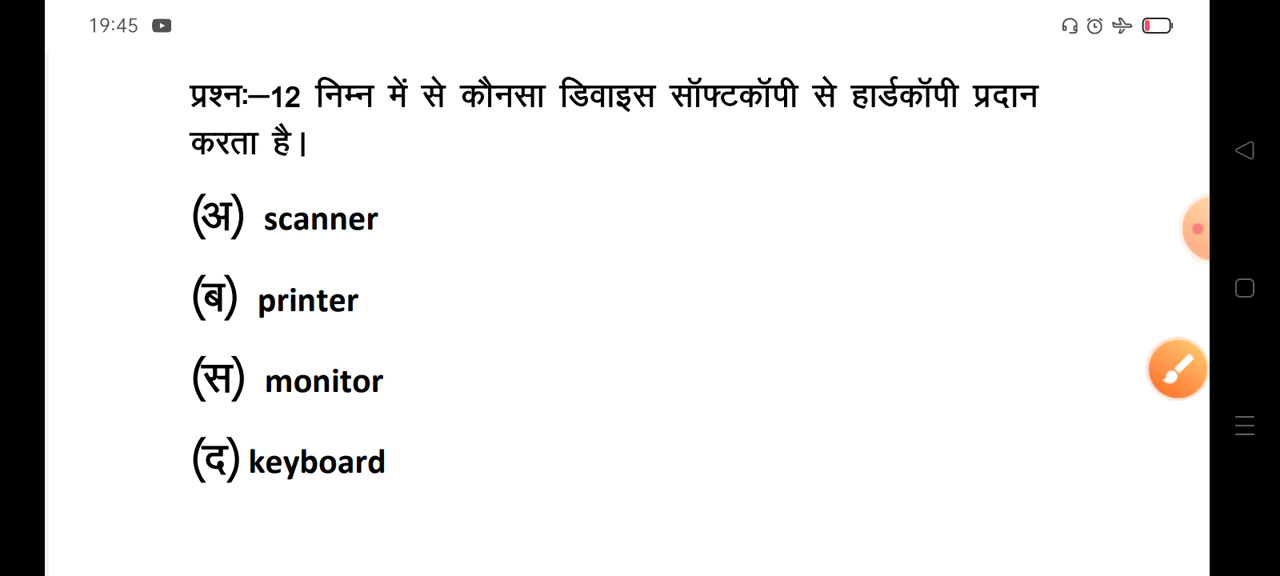 19:45
प्रश्नः–12 निम्न में से कौनसा डिवाइस सॉफ्टकॉपी से हार्डकॉपी प्रदान
करता है।
(अ) scanner
(ब) printer
(स) monitor
(द) keyboard